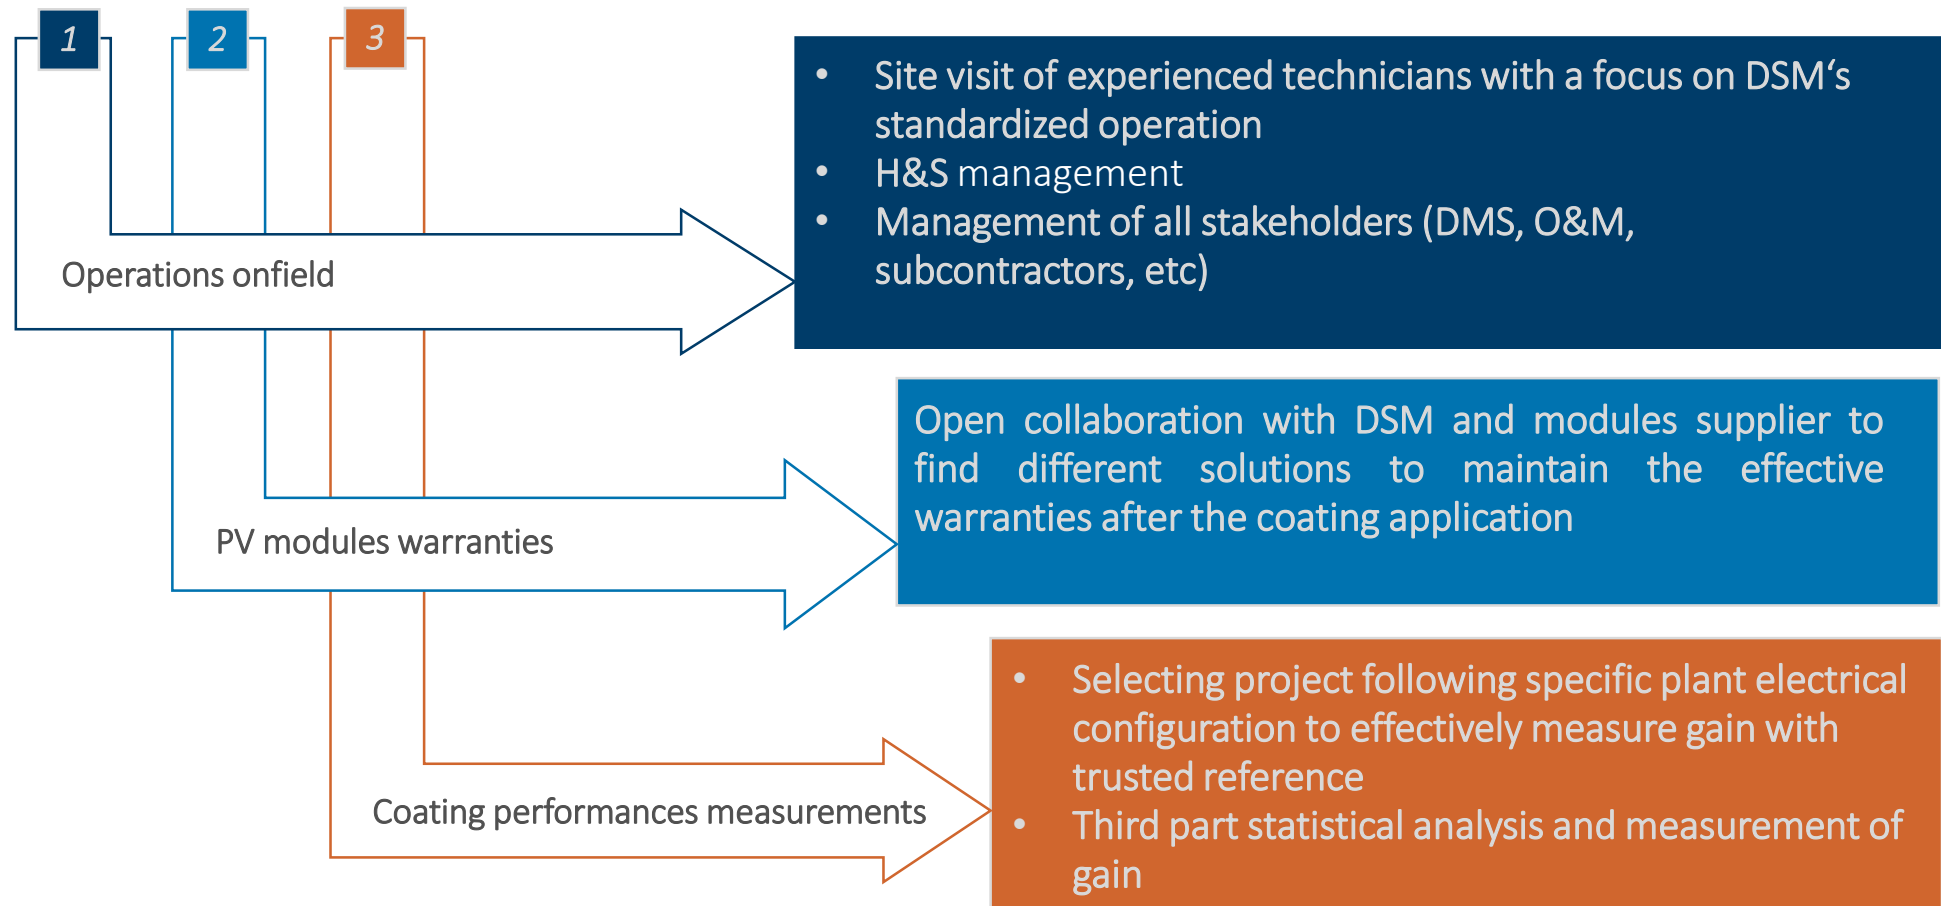 1
2
3
• Site visit of experienced technicians with a focus on DSM‘s
standardized operation
• H&S management
• Management of all stakeholders (DMS, O&M,
subcontractors, etc)
Operations onfield
Open collaboration with DSM and modules supplier to
find different solutions to maintain the effective
warranties after the coating application
PV modules warranties
• Selecting project following specific plant electrical
configuration to effectively measure gain with
trusted reference
• Third part statistical analysis and measurement of
gain
Coating performances measurements